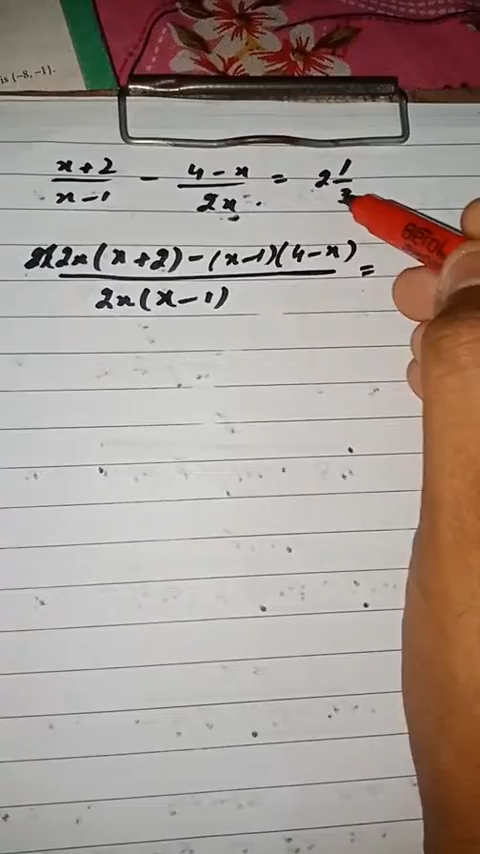 is {-8, -1}.
x+2/x-1 - 4-x/2x = 2 1/3
2x(x+2)-(x-1)(4-x)/2x(x-1) =